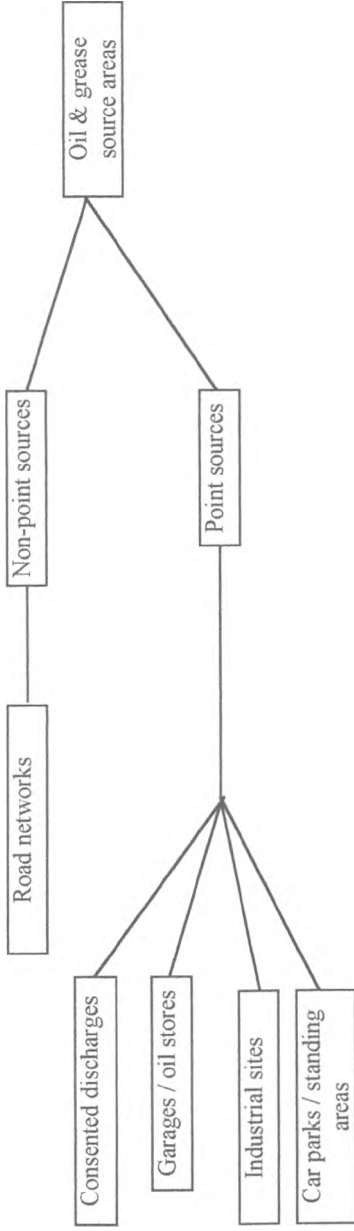 Road networks
Non-point sources
Oil & grease
source areas
Consented discharges
Garages / oil stores
Industrial sites
Car parks / standing
areas
Point sources